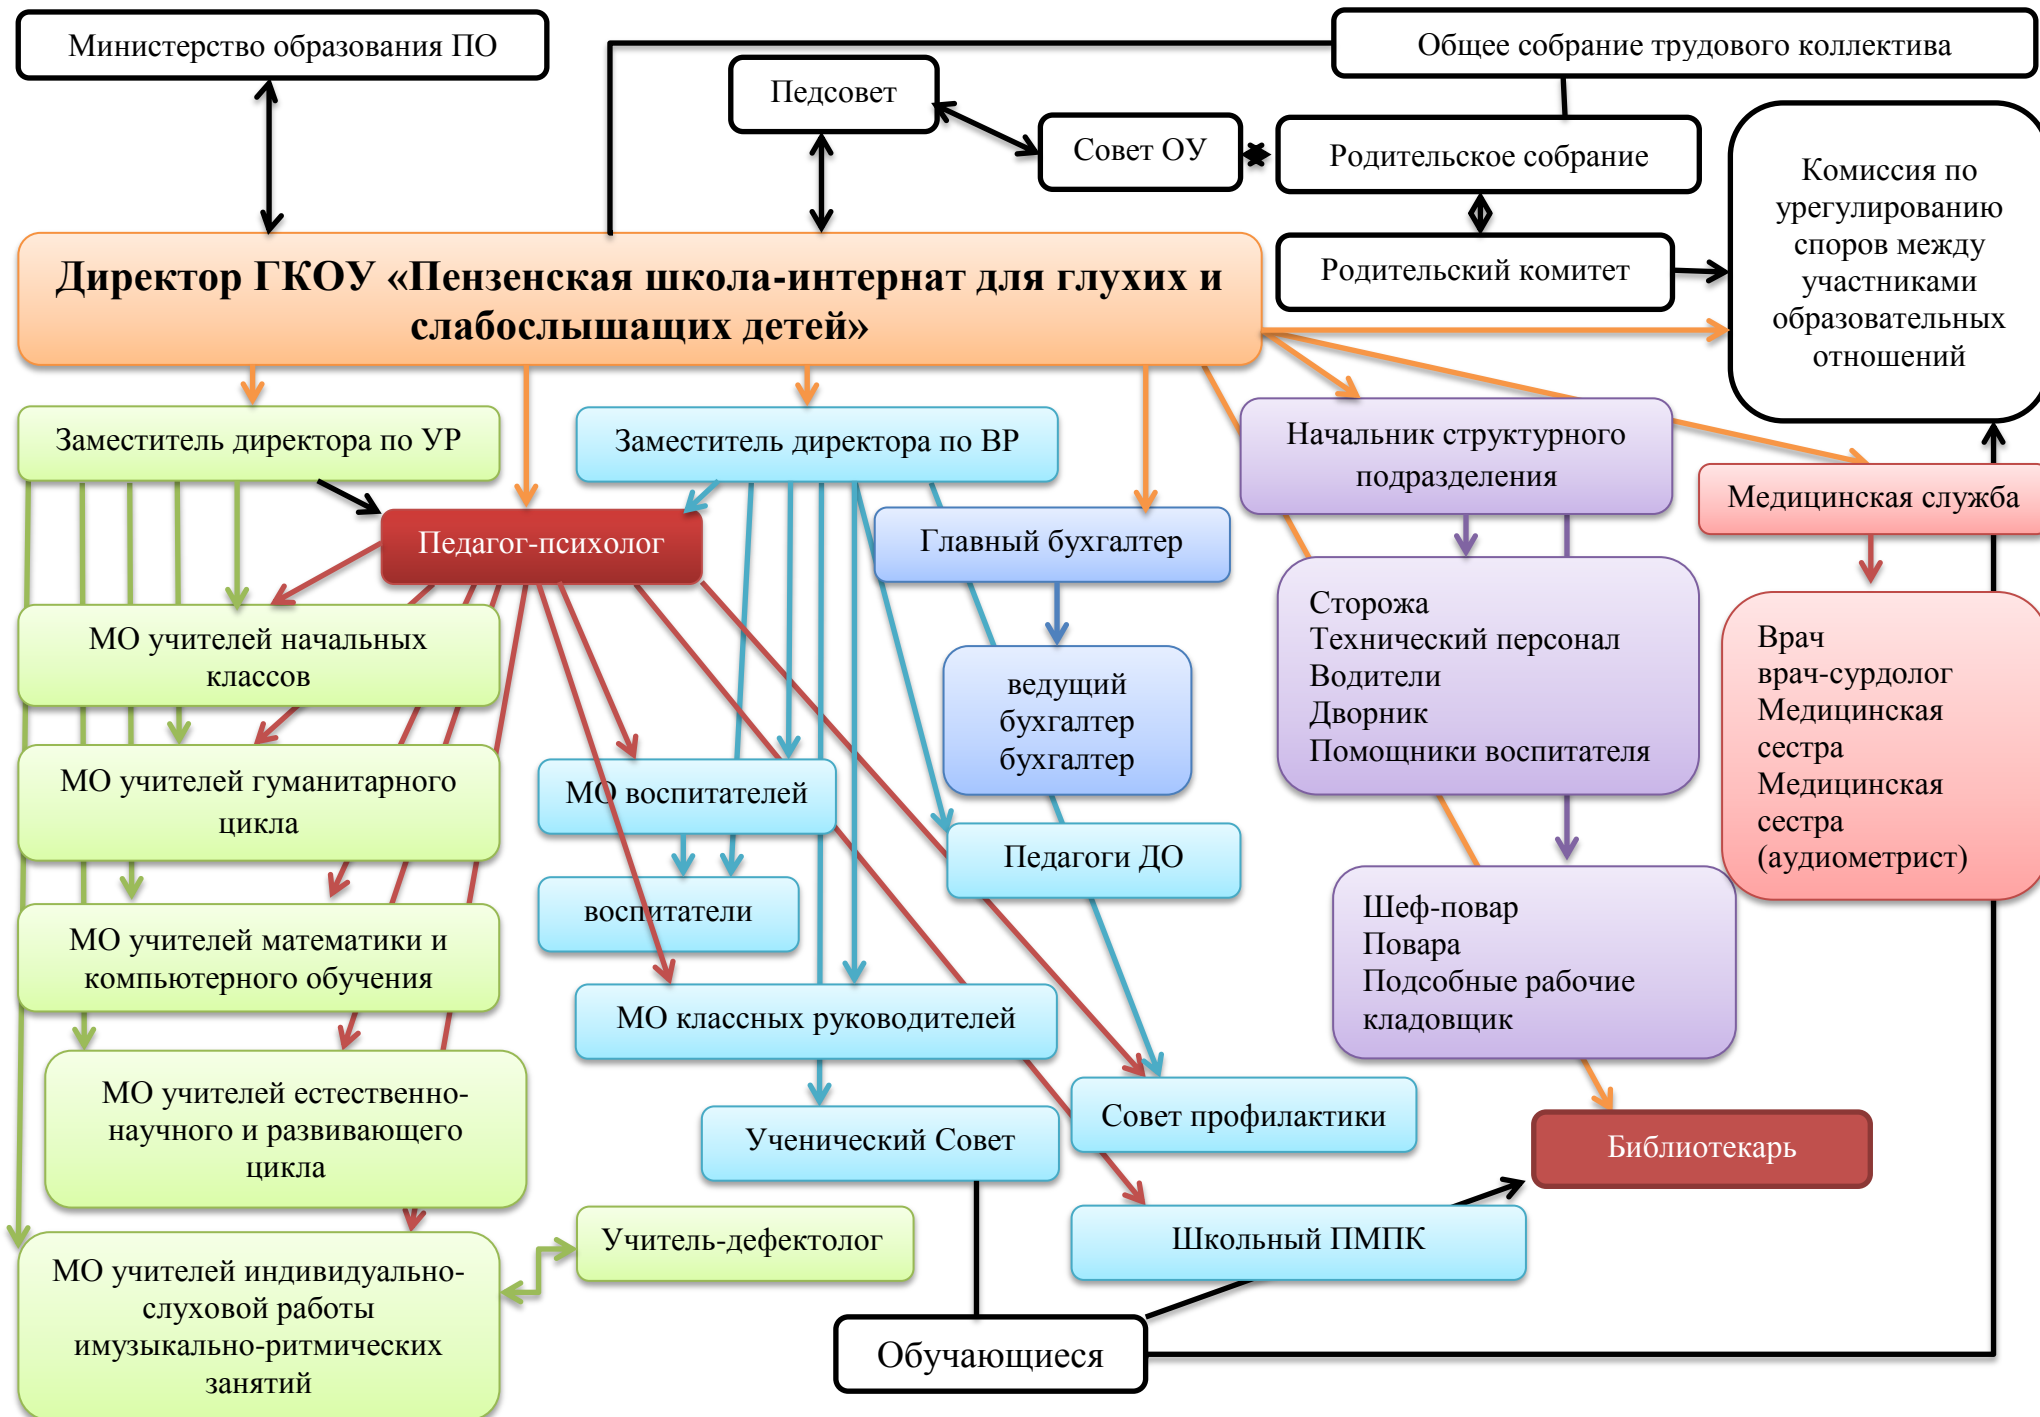 Министерство образования ПО
Общее собрание трудового коллектива
Педсовет
Совет ОУ
Родительское собрание
Комиссия по
урегулированию
споров между
участниками
образовательных
отношений
Родительский комитет
Директор ГКОУ «Пензенская школа-интернат для глухих и
слабослышащих детей»
Заместитель директора по УР
Заместитель директора по ВР
Начальник структурного
подразделения
Медицинская служба
Педагог-психолог
Главный бухгалтер
МО учителей начальных
классов
ведущий
бухгалтер
бухгалтер
Сторожа
Технический персонал
Водители
Дворник
Помощники воспитателя
Врач
врач-сурдолог
Медицинская
сестра
Медицинская
сестра
(аудиометрист)
МО учителей гуманитарного
цикла
МО воспитателей
Педагоги ДО
воспитатели
МО учителей математики и
компьютерного обучения
Шеф-повар
Повара
Подсобные рабочие
кладовщик
МО классных руководителей
МО учителей естественно-
научного и развивающего
цикла
Ученический Совет
Совет профилактики
Библиотекарь
Учитель-дефектолог
Школьный ПМПК
МО учителей индивидуально-
слуховой работы
имузыкально-ритмических
занятий
Обучающиеся